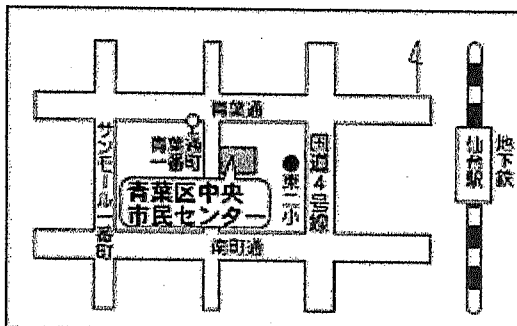 4
青葉通
青葉通
一番町
サンモール一番町
青葉区中央
市民センター
東二小
国道4号線
南町通
仙台駅
地下鉄